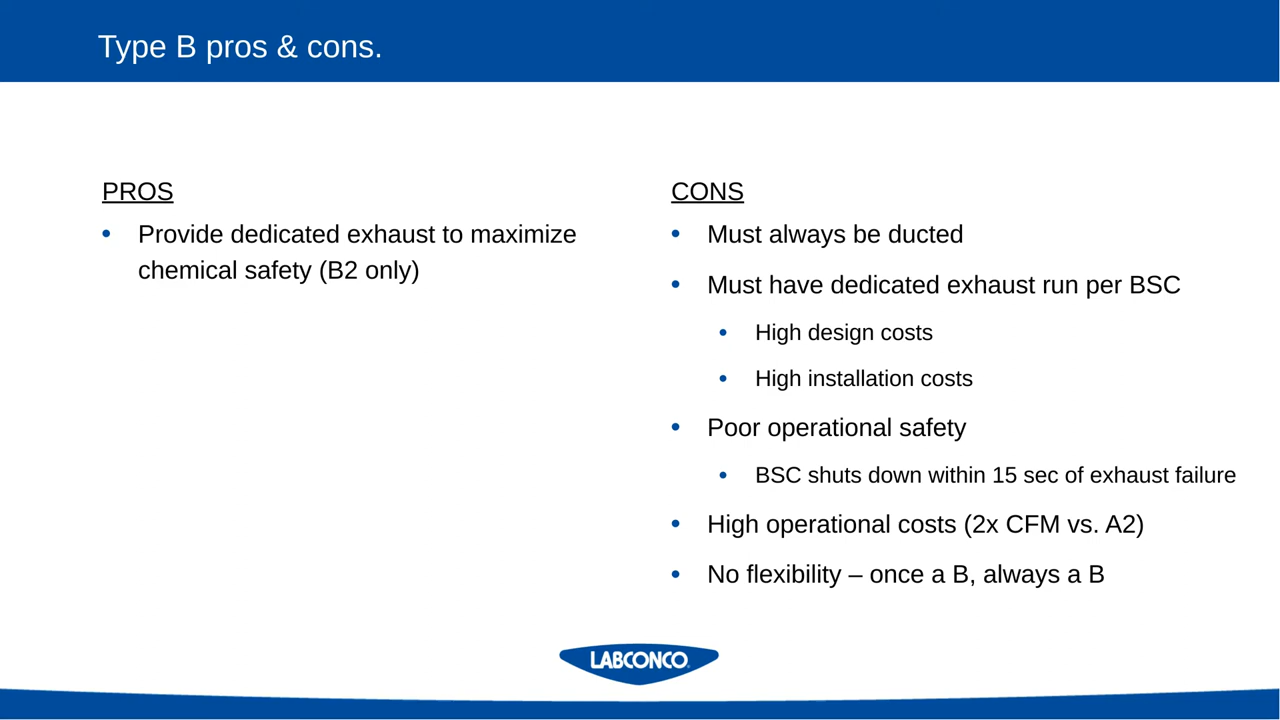 Type B pros & cons.
PROS
• Provide dedicated exhaust to maximize
chemical safety (B2 only)
CONS
• Must always be ducted
• Must have dedicated exhaust run per BSC
• High design costs
• High installation costs
• Poor operational safety
• BSC shuts down within 15 sec of exhaust failure
• High operational costs (2x CFM vs. A2)
• No flexibility – once a B, always a B
LABCONCO